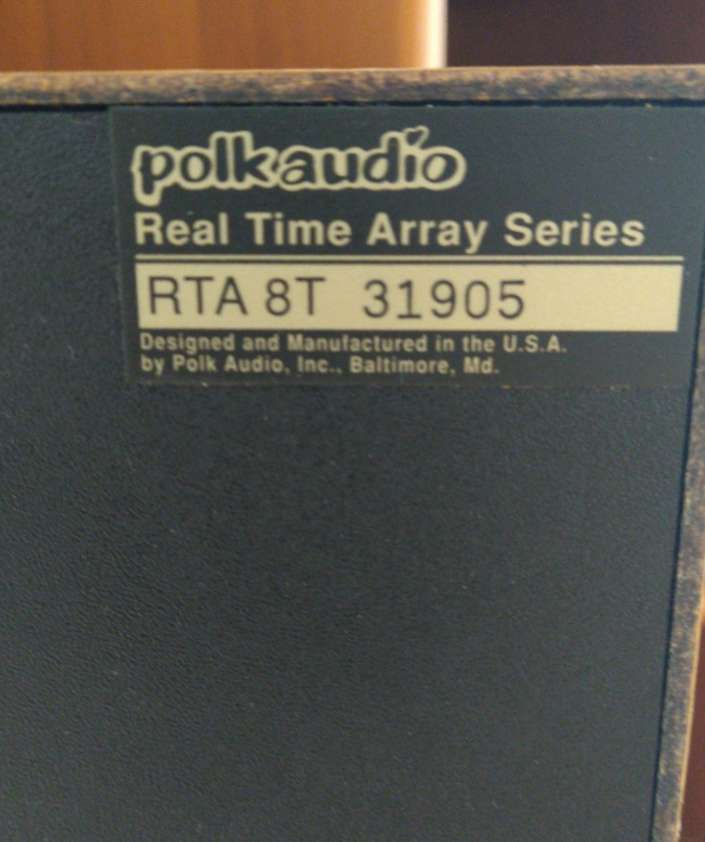 polkaudio
Real Time Array Series
RTA 8T 31905
Designed and Manufactured in the U.S.A.
by Polk Audio, Inc., Baltimore, Md.